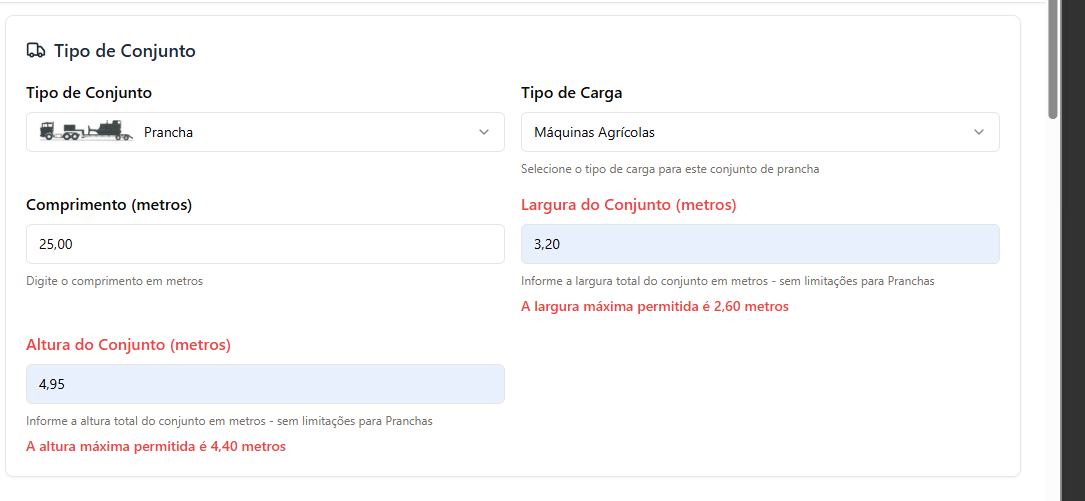 Tipo de Conjunto
Tipo de Conjunto
Prancha
Tipo de Carga
Máquinas Agrícolas
Selecione o tipo de carga para este conjunto de prancha
Comprimento (metros)
25,00
Digite o comprimento em metros
Largura do Conjunto (metros)
3,20
Informe a largura total do conjunto em metros - sem limitações para Pranchas
A largura máxima permitida é 2,60 metros
Altura do Conjunto (metros)
4,95
Informe a altura total do conjunto em metros - sem limitações para Pranchas
A altura máxima permitida é 4,40 metros